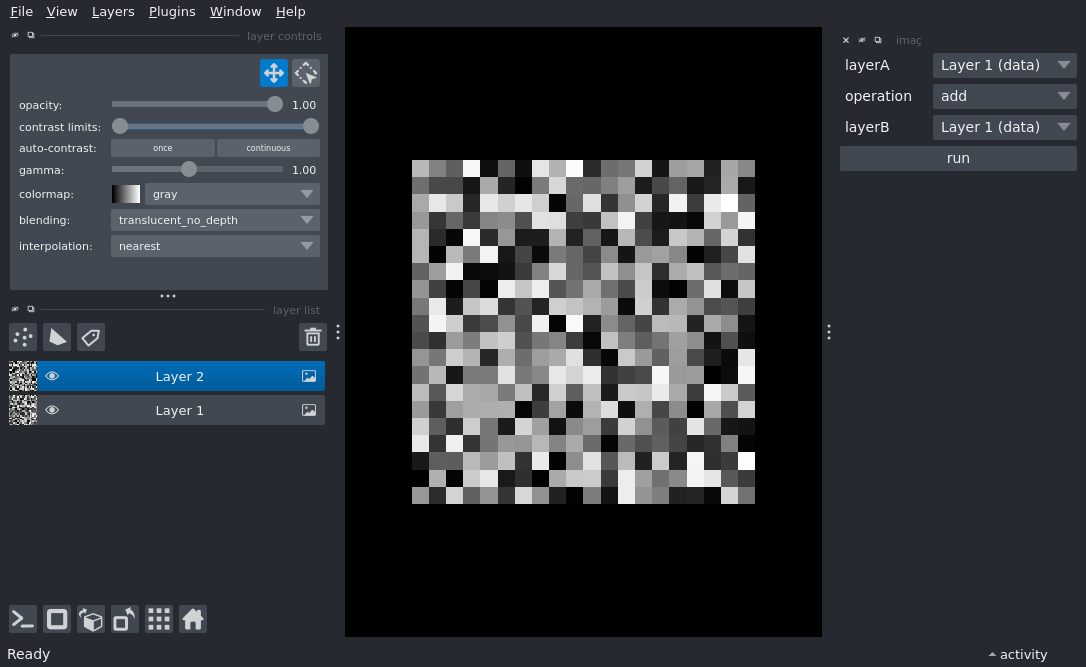 File View Layers Plugins Window Help
layer controls
opacity: 1.00
contrast limits:
auto-contrast: once continuous
gamma: 1.00
colormap: gray
blending: translucent_no_depth
interpolation: nearest
layer list
Layer 2
Layer 1
Ready
imag
layerA Layer 1 (data)
operation add
layerB Layer 1 (data)
run
activity